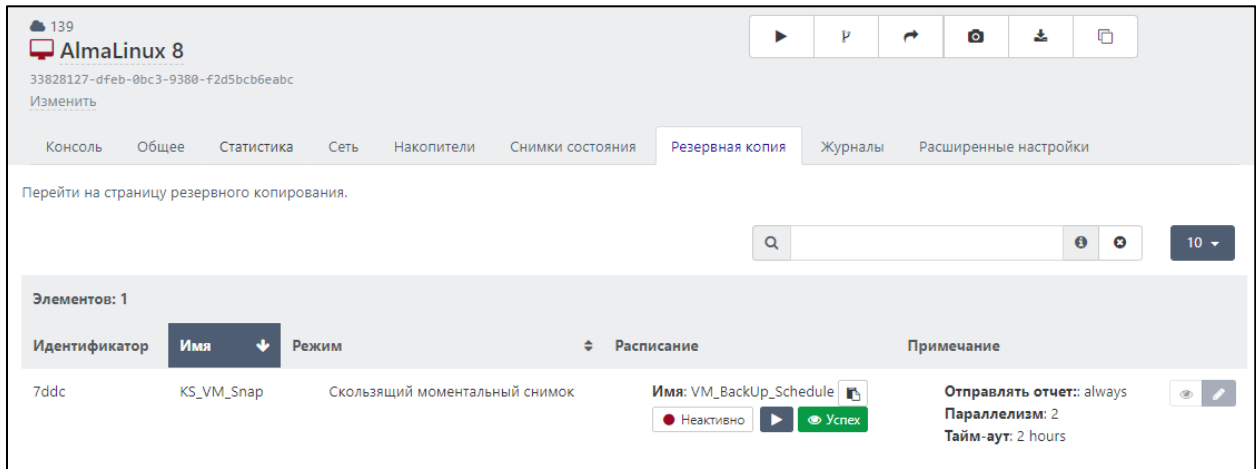 139
AlmaLinux 8
33828127-dfeb-0bc3-9380-f2d5bcb6eabc
Изменить
Консоль Общее Статистика Сеть Накопители Снимки состояния Резервная копия Журналы Расширенные настройки
Перейти на страницу резервного копирования.
10
Элементов: 1
Идентификатор Имя Режим Расписание Примечание
7ddc KS_VM_Snap Скользящий моментальный снимок Имя: VM_BackUp_Schedule Отправлять отчет:: always
Неактивно Успех Параллелизм: 2
Тайм-аут: 2 hours